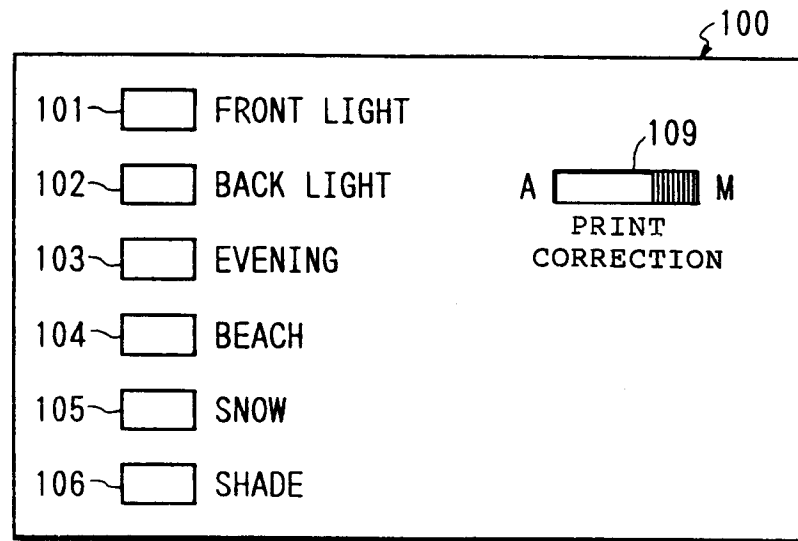 100
101 FRONT LIGHT
109
102 BACK LIGHT
A M
PRINT
CORRECTION
103 EVENING
104 BEACH
105 SNOW
106 SHADE